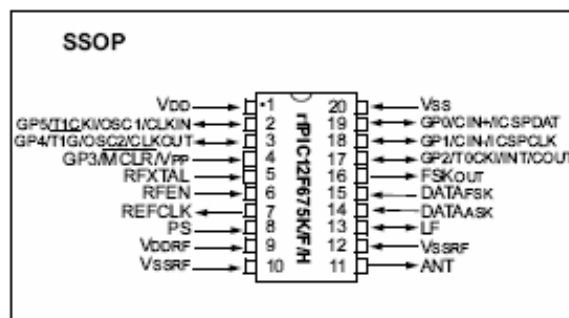 SSOP
VDD 1 20 VSS
GP5/T1CKI/OSC1/CLKIN 2 19 GP0/CIN+/ICSPDAT
GP4/T1G/OSC2/CLKOUT 3 18 GP1/CIN-/ICSPCLK
GP3/MCLR/VPP 4 17 GP2/T0CKI/INT/COUT
RFXTAL 5 16 FSKOUT
RFEN 6 15 DATAFSK
REFCLK 7 14 DATAASK
PS 8 13 LF
VDDRF 9 12 VSSRF
VSSRF 10 11 ANT
rfPIC12F675K/F/H